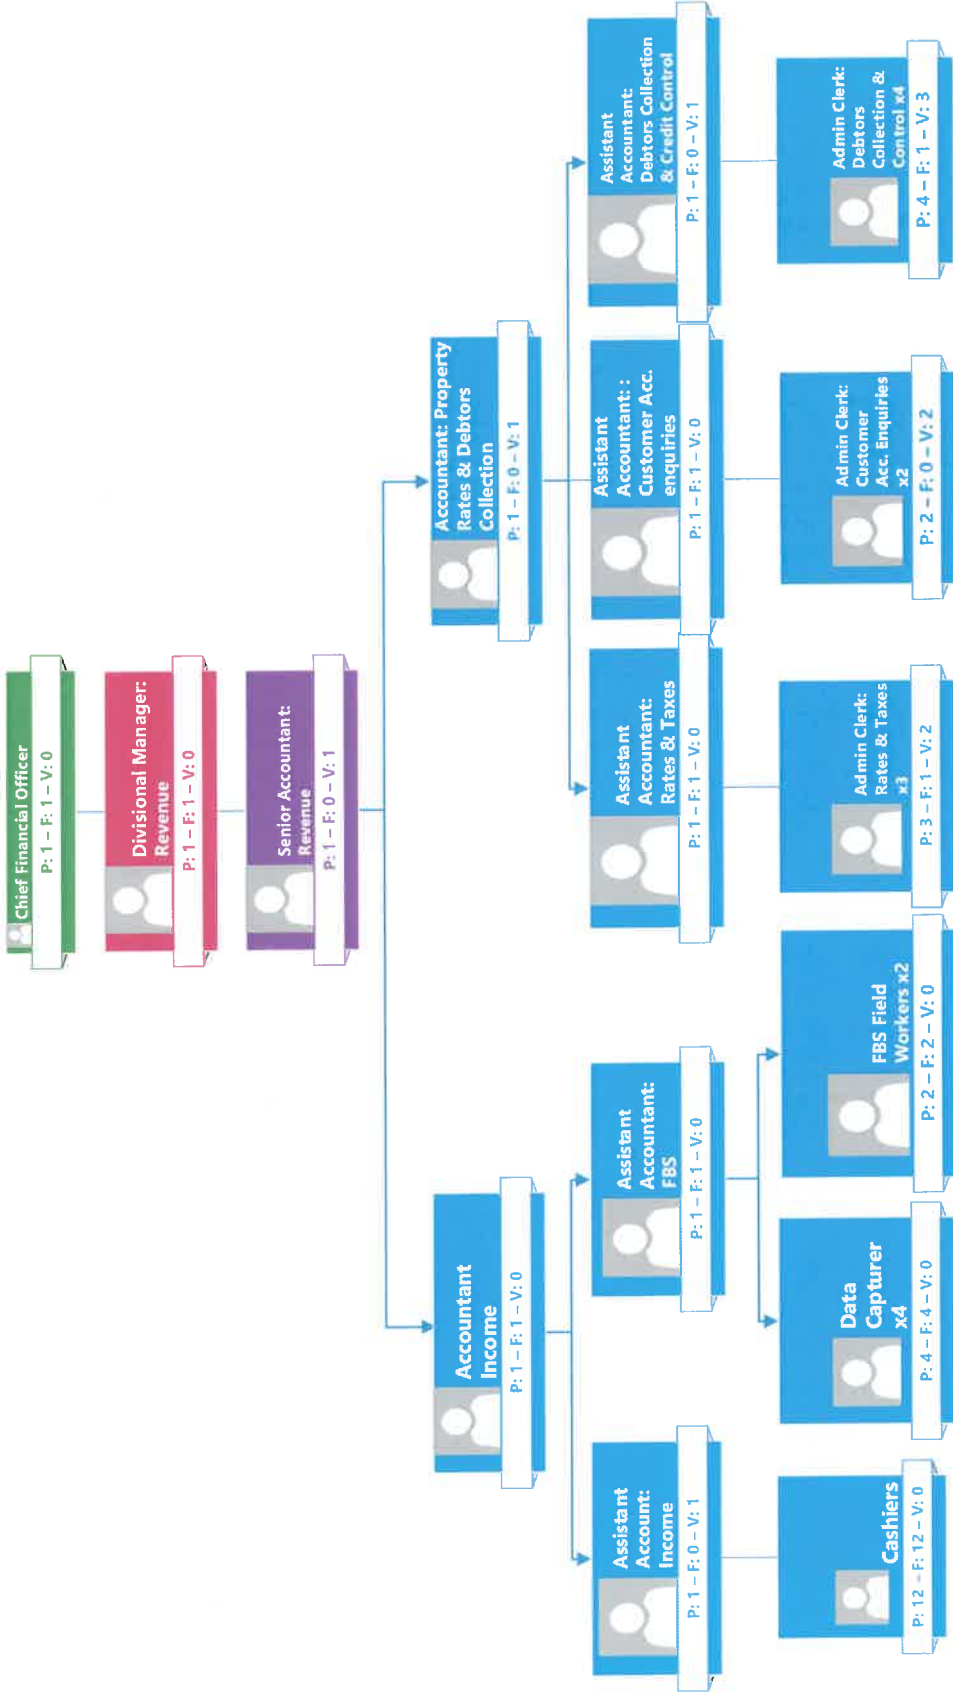 Chief Financial Officer
P: 1 – F: 1 – V: 0
Divisional Manager:
Revenue
P: 1 – F: 1 – V: 0
Senior Accountant:
Revenue
P: 1 – F: 0 – V: 1
Accountant
Income
P: 1 – F: 1 – V: 0
Accountant: Property
Rates & Debtors
Collection
P: 1 – F: 0 – V: 1
Assistant
Account:
Income
P: 1 – F: 0 – V: 1
Assistant
Accountant:
FBS
P: 1 – F: 1 – V: 0
Assistant
Accountant:
Rates & Taxes
P: 1 – F: 1 – V: 0
Assistant
Accountant: :
Customer Acc.
enquiries
P: 1 – F: 1 – V: 0
Assistant
Accountant:
Debtors Collection
& Credit Control
P: 1 – F: 0 – V: 1
Cashiers
P: 12 – F: 12 – V: 0
Data
Capturer
x4
P: 4 – F: 4 – V: 0
FBS Field
Workers x2
P: 2 – F: 2 – V: 0
Admin Clerk:
Rates & Taxes
x3
P: 3 – F: 1 – V: 2
Admin Clerk:
Customer
Acc. Enquiries
x2
P: 2 – F: 0 – V: 2
Admin Clerk:
Debtors
Collection &
Control x4
P: 4 – F: 1 – V: 3